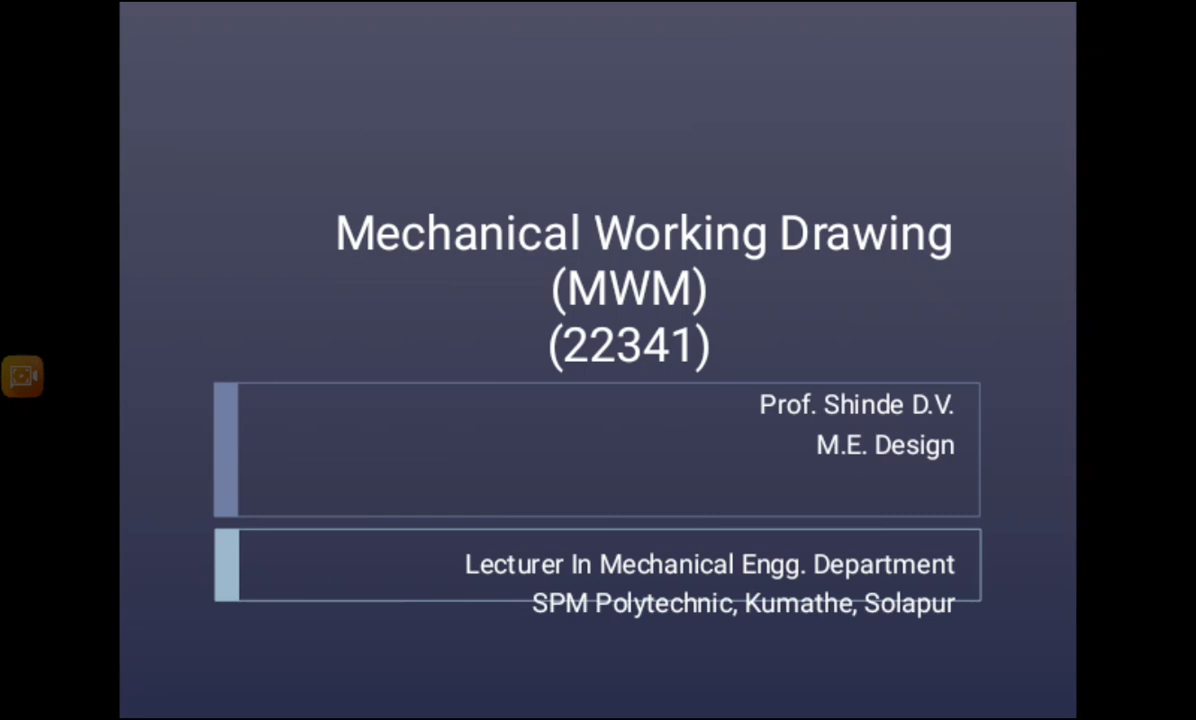 Mechanical Working Drawing
(MWM)
(22341)
Prof. Shinde D.V.
M.E. Design
Lecturer In Mechanical Engg. Department
SPM Polytechnic, Kumathe, Solapur